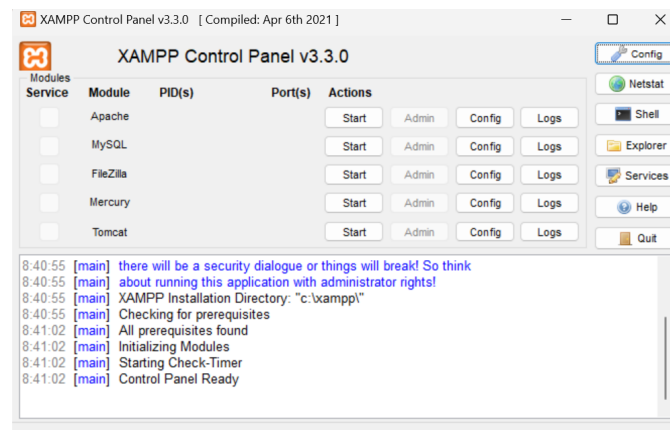 XAMPP Control Panel v3.3.0 [ Compiled: Apr 6th 2021 ]
XAMPP Control Panel v3.3.0
Config
Modules
Service Module PID(s) Port(s) Actions
Netstat
Apache Start Admin Config Logs
Shell
MySQL Start Admin Config Logs
Explorer
FileZilla Start Admin Config Logs
Services
Mercury Start Admin Config Logs
Help
Tomcat Start Admin Config Logs
Quit
8:40:55 [main] there will be a security dialogue or things will break! So think
8:40:55 [main] about running this application with administrator rights!
8:40:55 [main] XAMPP Installation Directory: "c:\xampp\"
8:40:55 [main] Checking for prerequisites
8:41:02 [main] All prerequisites found
8:41:02 [main] Initializing Modules
8:41:02 [main] Starting Check-Timer
8:41:02 [main] Control Panel Ready